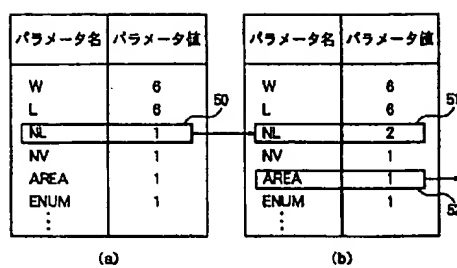 パラメータ名 パラメータ値 パラメータ名 パラメータ値
W 6 W 6
L 6 50 L 6 51
NL 1 NL 2
NV 1 NV 1
AREA 1 AREA 1
ENUM 1 ENUM 1
⋮ ⋮
(a) (b)